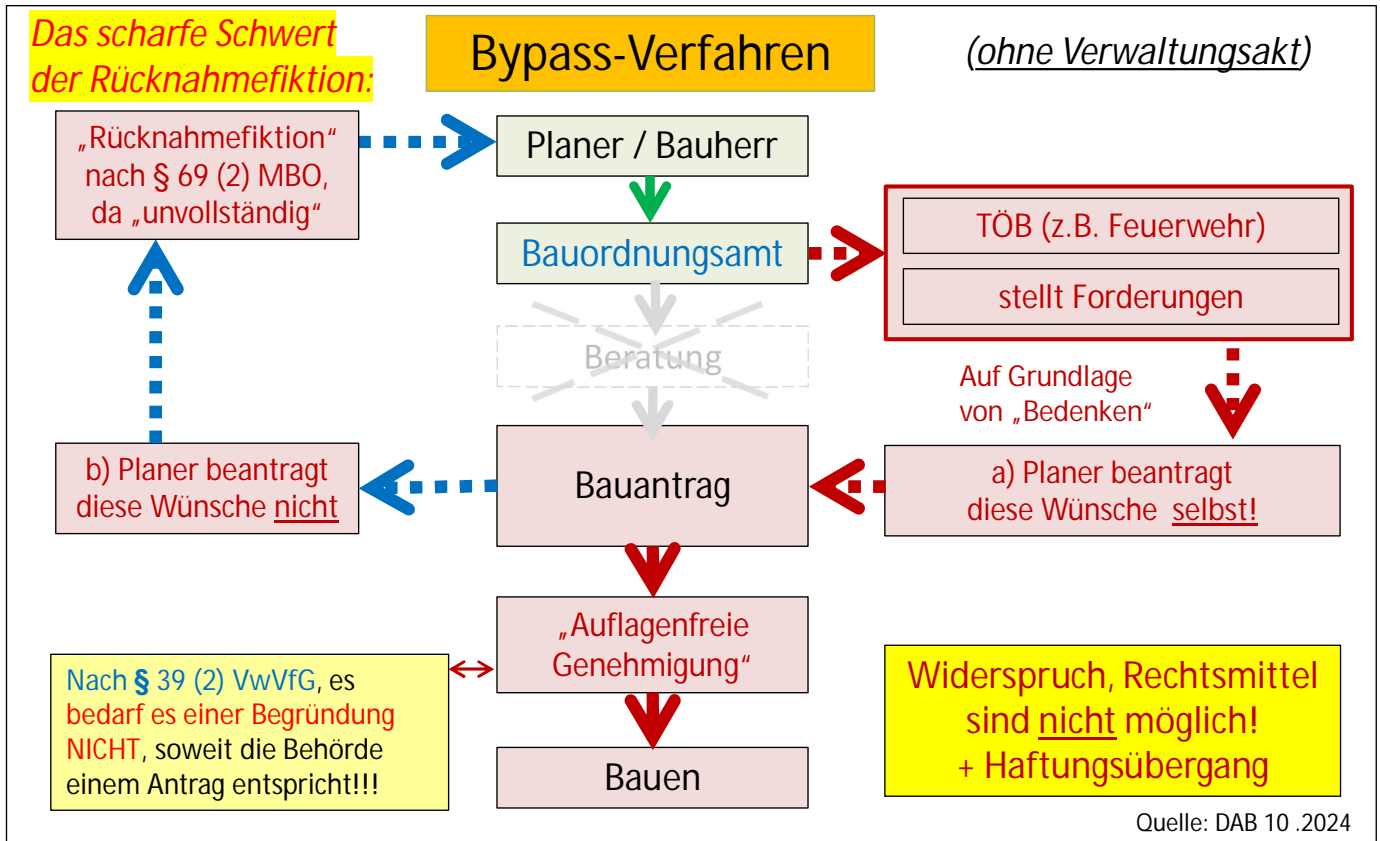 Das scharfe Schwert
der Rücknahmefiktion:
Bypass-Verfahren
(ohne Verwaltungsakt)
„Rücknahmefiktion“
nach § 69 (2) MBO,
da „unvollständig“
Planer / Bauherr
Bauordnungsamt
TÖB (z.B. Feuerwehr)
stellt Forderungen
Beratung
Auf Grundlage
von „Bedenken“
b) Planer beantragt
diese Wünsche nicht
Bauantrag
a) Planer beantragt
diese Wünsche selbst!
„Auflagenfreie
Genehmigung“
Nach § 39 (2) VwVfG, es
bedarf es einer Begründung
NICHT, soweit die Behörde
einem Antrag entspricht!!!
Widerspruch, Rechtsmittel
sind nicht möglich!
+ Haftungsübergang
Bauen
Quelle: DAB 10 .2024